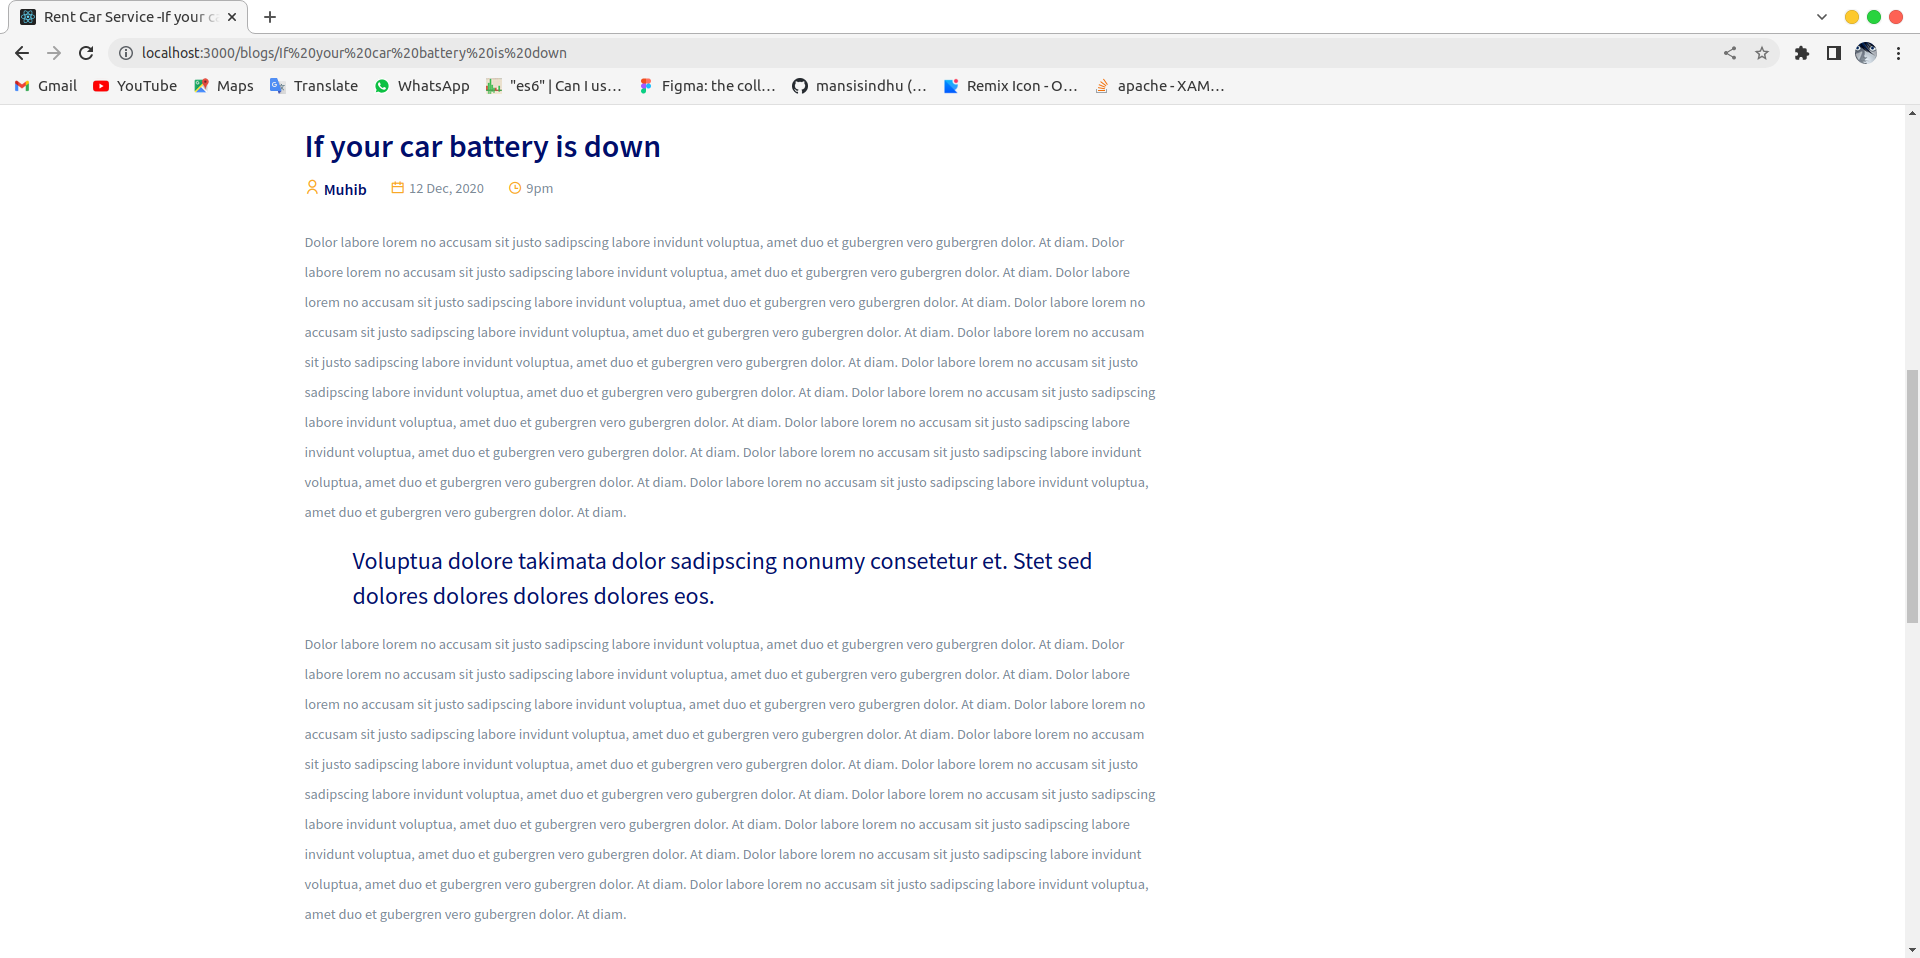 Rent Car Service -If your ca
localhost:3000/blogs/If%20your%20car%20battery%20is%20down
Gmail YouTube Maps Translate WhatsApp "es6" | Can I us... Figma: the coll... mansisindhu (... Remix Icon - O... apache - XAM...
If your car battery is down
Muhib 12 Dec, 2020 9pm
Dolor labore lorem no accusam sit justo sadipscing labore invidunt voluptua, amet duo et gubergren vero gubergren dolor. At diam. Dolor
labore lorem no accusam sit justo sadipscing labore invidunt voluptua, amet duo et gubergren vero gubergren dolor. At diam. Dolor labore
lorem no accusam sit justo sadipscing labore invidunt voluptua, amet duo et gubergren vero gubergren dolor. At diam. Dolor labore lorem no
accusam sit justo sadipscing labore invidunt voluptua, amet duo et gubergren vero gubergren dolor. At diam. Dolor labore lorem no accusam
sit justo sadipscing labore invidunt voluptua, amet duo et gubergren vero gubergren dolor. At diam. Dolor labore lorem no accusam sit justo
sadipscing labore invidunt voluptua, amet duo et gubergren vero gubergren dolor. At diam. Dolor labore lorem no accusam sit justo sadipscing
labore invidunt voluptua, amet duo et gubergren vero gubergren dolor. At diam. Dolor labore lorem no accusam sit justo sadipscing labore
invidunt voluptua, amet duo et gubergren vero gubergren dolor. At diam. Dolor labore lorem no accusam sit justo sadipscing labore invidunt
voluptua, amet duo et gubergren vero gubergren dolor. At diam. Dolor labore lorem no accusam sit justo sadipscing labore invidunt voluptua,
amet duo et gubergren vero gubergren dolor. At diam.
Voluptua dolore takimata dolor sadipscing nonumy consetetur et. Stet sed
dolores dolores dolores dolores eos.
Dolor labore lorem no accusam sit justo sadipscing labore invidunt voluptua, amet duo et gubergren vero gubergren dolor. At diam. Dolor
labore lorem no accusam sit justo sadipscing labore invidunt voluptua, amet duo et gubergren vero gubergren dolor. At diam. Dolor labore
lorem no accusam sit justo sadipscing labore invidunt voluptua, amet duo et gubergren vero gubergren dolor. At diam. Dolor labore lorem no
accusam sit justo sadipscing labore invidunt voluptua, amet duo et gubergren vero gubergren dolor. At diam. Dolor labore lorem no accusam
sit justo sadipscing labore invidunt voluptua, amet duo et gubergren vero gubergren dolor. At diam. Dolor labore lorem no accusam sit justo
sadipscing labore invidunt voluptua, amet duo et gubergren vero gubergren dolor. At diam. Dolor labore lorem no accusam sit justo sadipscing
labore invidunt voluptua, amet duo et gubergren vero gubergren dolor. At diam. Dolor labore lorem no accusam sit justo sadipscing labore
invidunt voluptua, amet duo et gubergren vero gubergren dolor. At diam. Dolor labore lorem no accusam sit justo sadipscing labore invidunt
voluptua, amet duo et gubergren vero gubergren dolor. At diam. Dolor labore lorem no accusam sit justo sadipscing labore invidunt voluptua,
amet duo et gubergren vero gubergren dolor. At diam.